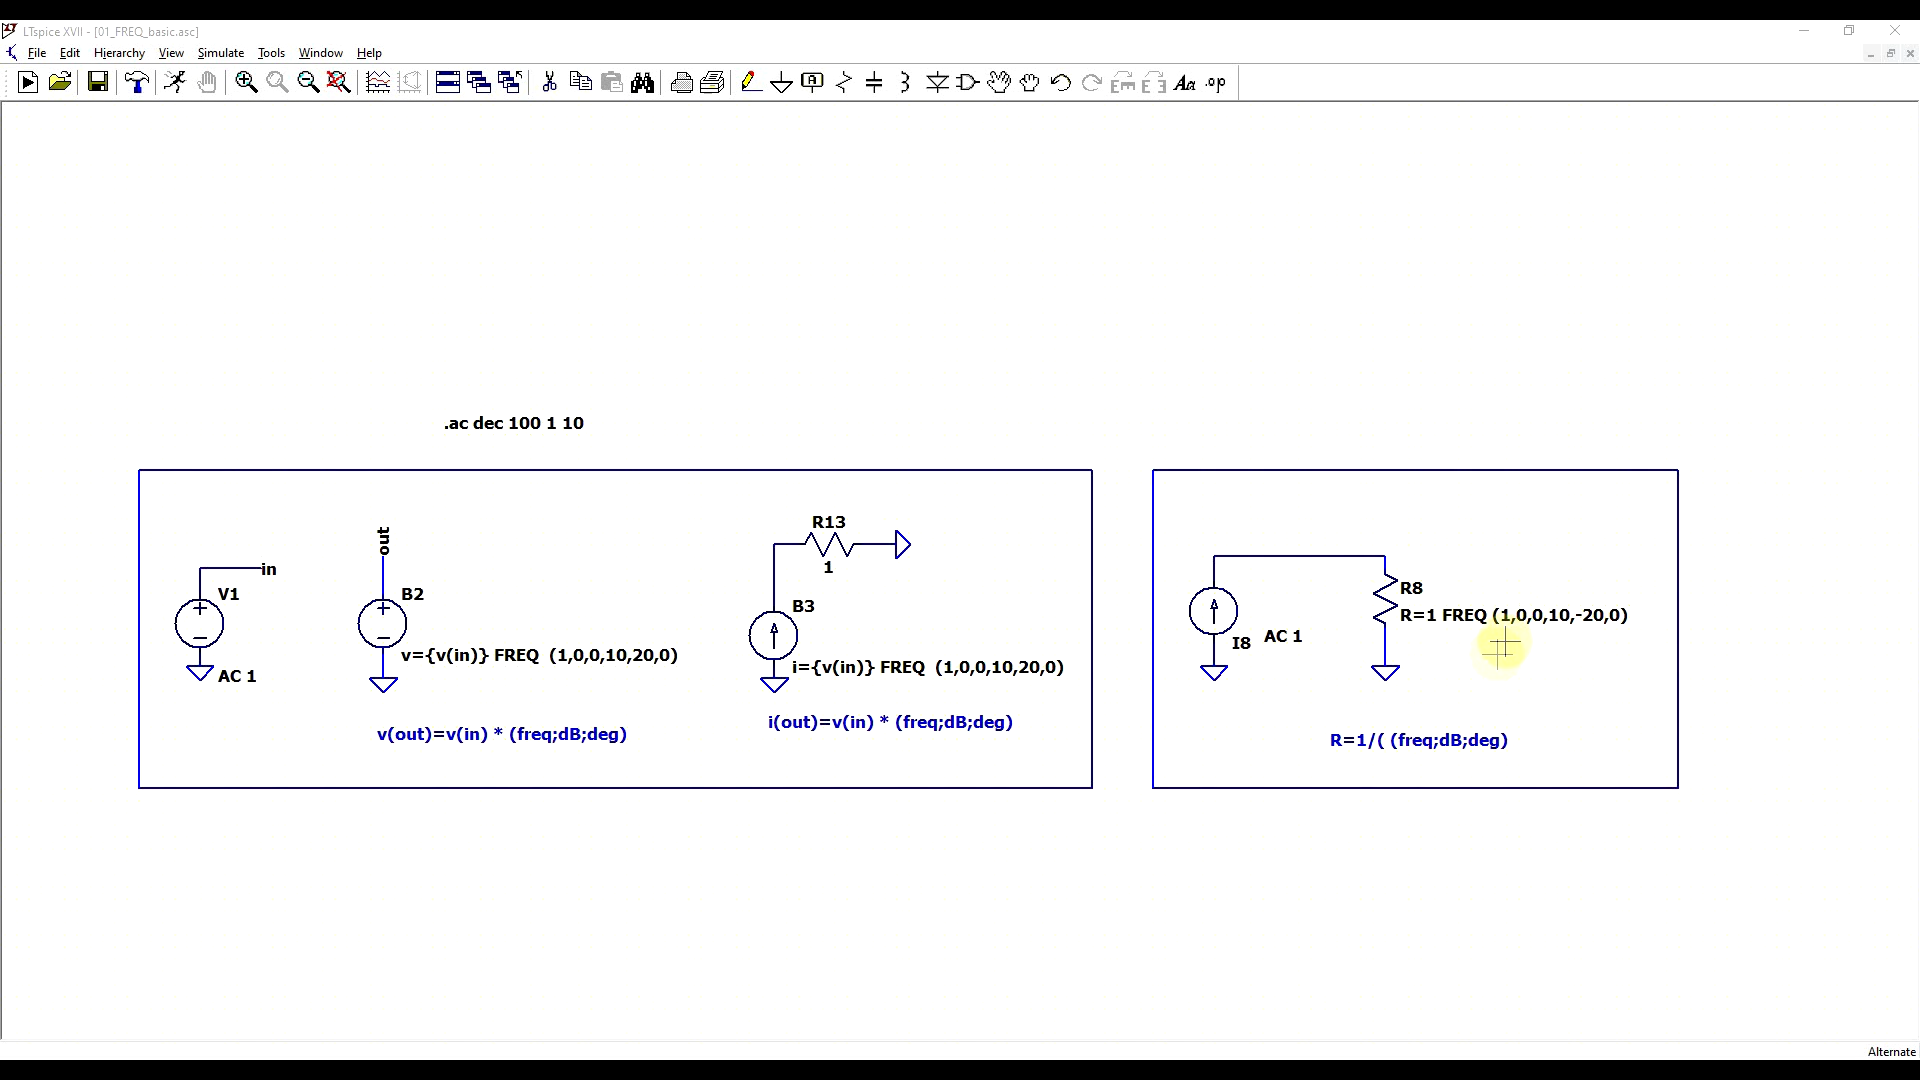 LTspice XVII - [01_FREQ_basic.asc]
File Edit Hierarchy View Simulate Tools Window Help
.ac dec 100 1 10
in
V1
AC 1
out
B2
v={v(in)} FREQ (1,0,0,10,20,0)
v(out)=v(in) * (freq;dB;deg)
R13
1
B3
i={v(in)} FREQ (1,0,0,10,20,0)
i(out)=v(in) * (freq;dB;deg)
I8
AC 1
R8
R=1 FREQ (1,0,0,10,-20,0)
R=1/( (freq;dB;deg)
Alternate